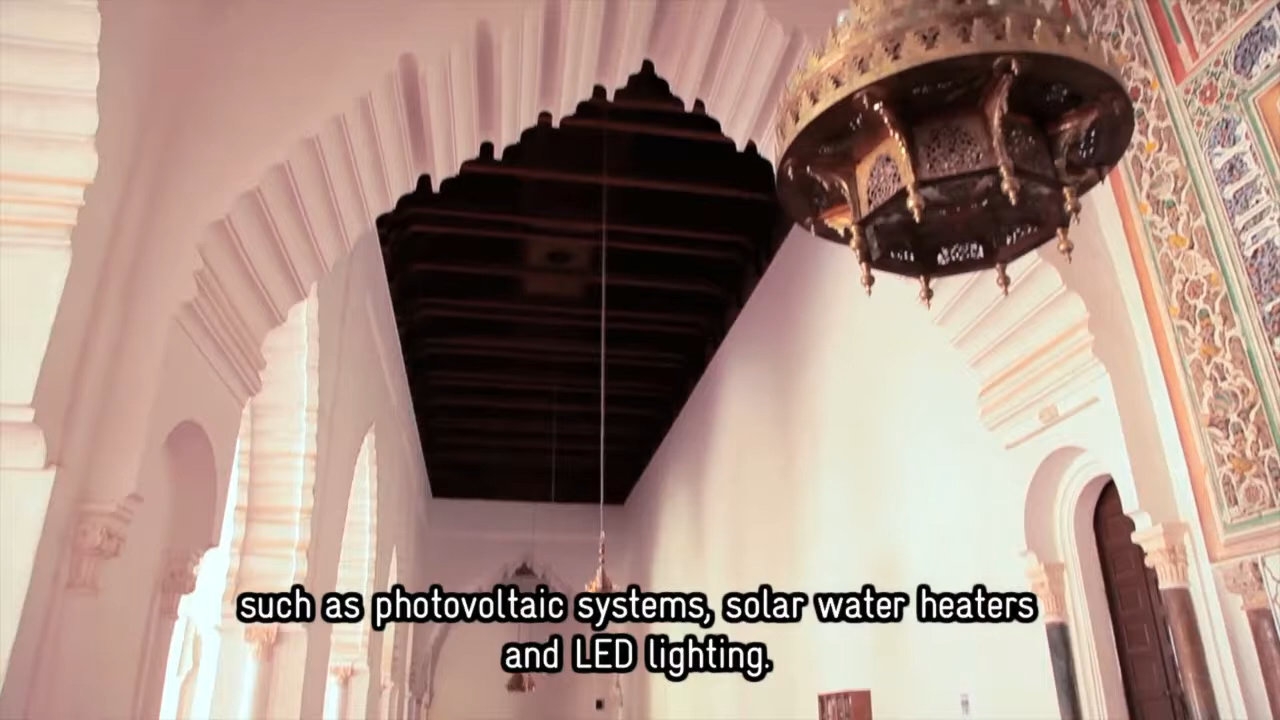 such as photovoltaic systems, solar water heaters
and LED lighting.